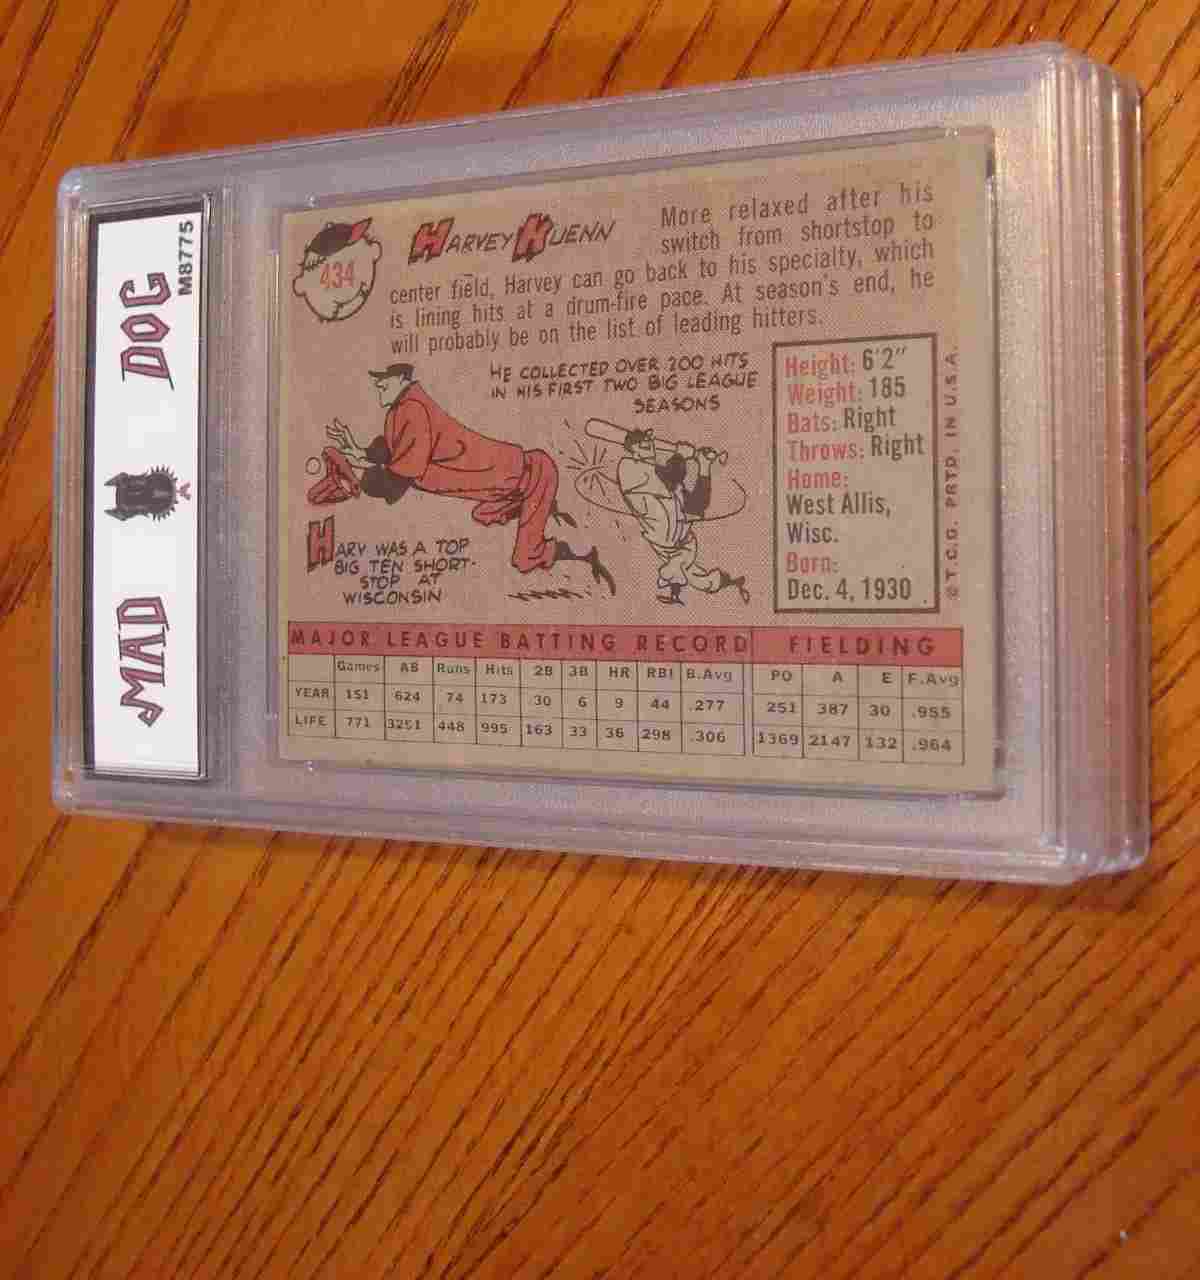 MAD DOG
M8775
434
HARVEY KUENN
More relaxed after his
switch from shortstop to
center field, Harvey can go back to his specialty, which
is lining hits at a drum-fire pace. At season's end, he
will probably be on the list of leading hitters.
HE COLLECTED OVER 200 HITS
IN HIS FIRST TWO BIG LEAGUE
SEASONS
HARV WAS A TOP
BIG TEN SHORT-
STOP AT
WISCONSIN
Height: 6'2"
Weight: 185
Bats: Right
Throws: Right
Home:
West Allis,
Wisc.
Born:
Dec. 4, 1930
© T.C.G. PRTD. IN U.S.A.
MAJOR LEAGUE BATTING RECORD FIELDING
Games AB Runs Hits 2B 3B HR RBI B.Avg PO A E F.Avg
YEAR 151 624 74 173 30 6 9 44 .277 251 387 30 .955
LIFE 771 3251 448 995 163 33 36 298 .306 1369 2147 132 .964